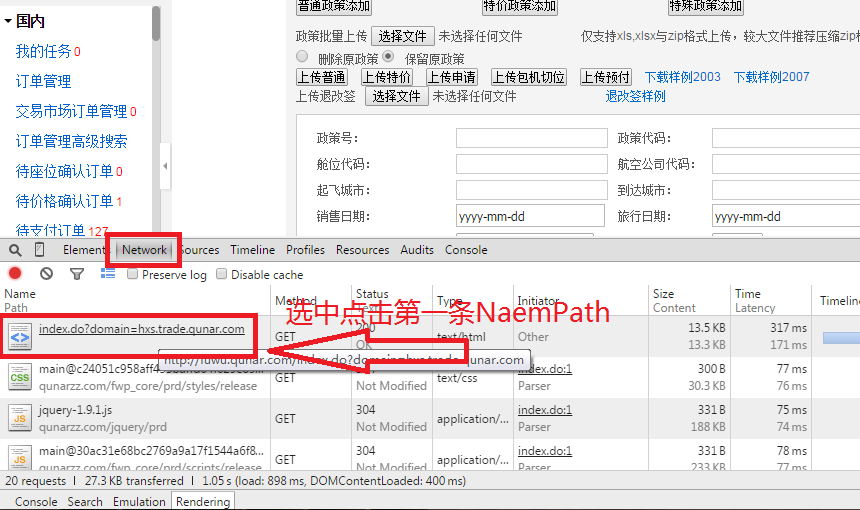 普通政策添加 特价政策添加 特殊政策添加
国内
政策批量上传 选择文件 未选择任何文件 仅支持xls,xlsx与zip格式上传，较大文件推荐压缩zip
我的任务 0
删除原政策 保留原政策
订单管理
上传普通 上传特价 上传申请 上传包机切位 上传预付 下载样例2003 下载样例2007
上传退改签 选择文件 未选择任何文件 退改签样例
交易市场订单管理 0
订单管理高级搜索
政策号: 政策代码:
待座位确认订单 0
舱位代码: 航空公司代码:
待价格确认订单 1
起飞城市: 到达城市:
销售日期: yyyy-mm-dd 旅行日期: yyyy-mm-dd
待支付订单 127
Elements Network Sources Timeline Profiles Resources Audits Console
Preserve log Disable cache
Name Method Status Type Initiator Size Time Timeline
Path Text Content Latency
选中点击第一条NaemPath
index.do?domain=hxs.trade.qunar.com GET 200 text/html Other 13.5 KB 317 ms
OK 13.3 KB 171 ms
http://fuwu.qunar.com/index.do?domain=hxs.trade.qunar.com
main@c24051c958aff GET text/css index.do:1 300 B 77 ms
qunarzz.com/fwp_core/prd/styles/release Not Modified Parser 30.3 KB 76 ms
jquery-1.9.1.js GET 304 application/... index.do:1 331 B 75 ms
qunarzz.com/jquery/prd Not Modified Parser 188 KB 74 ms
main@30ac31e68bc2769a9a17f1544a6f8... GET 304 application/... index.do:1 331 B 78 ms
qunarzz.com/fwp_core/prd/scripts/release Not Modified Parser 233 KB 77 ms
20 requests | 27.3 KB transferred | 1.05 s (load: 898 ms, DOMContentLoaded: 400 ms)
Console Search Emulation Rendering